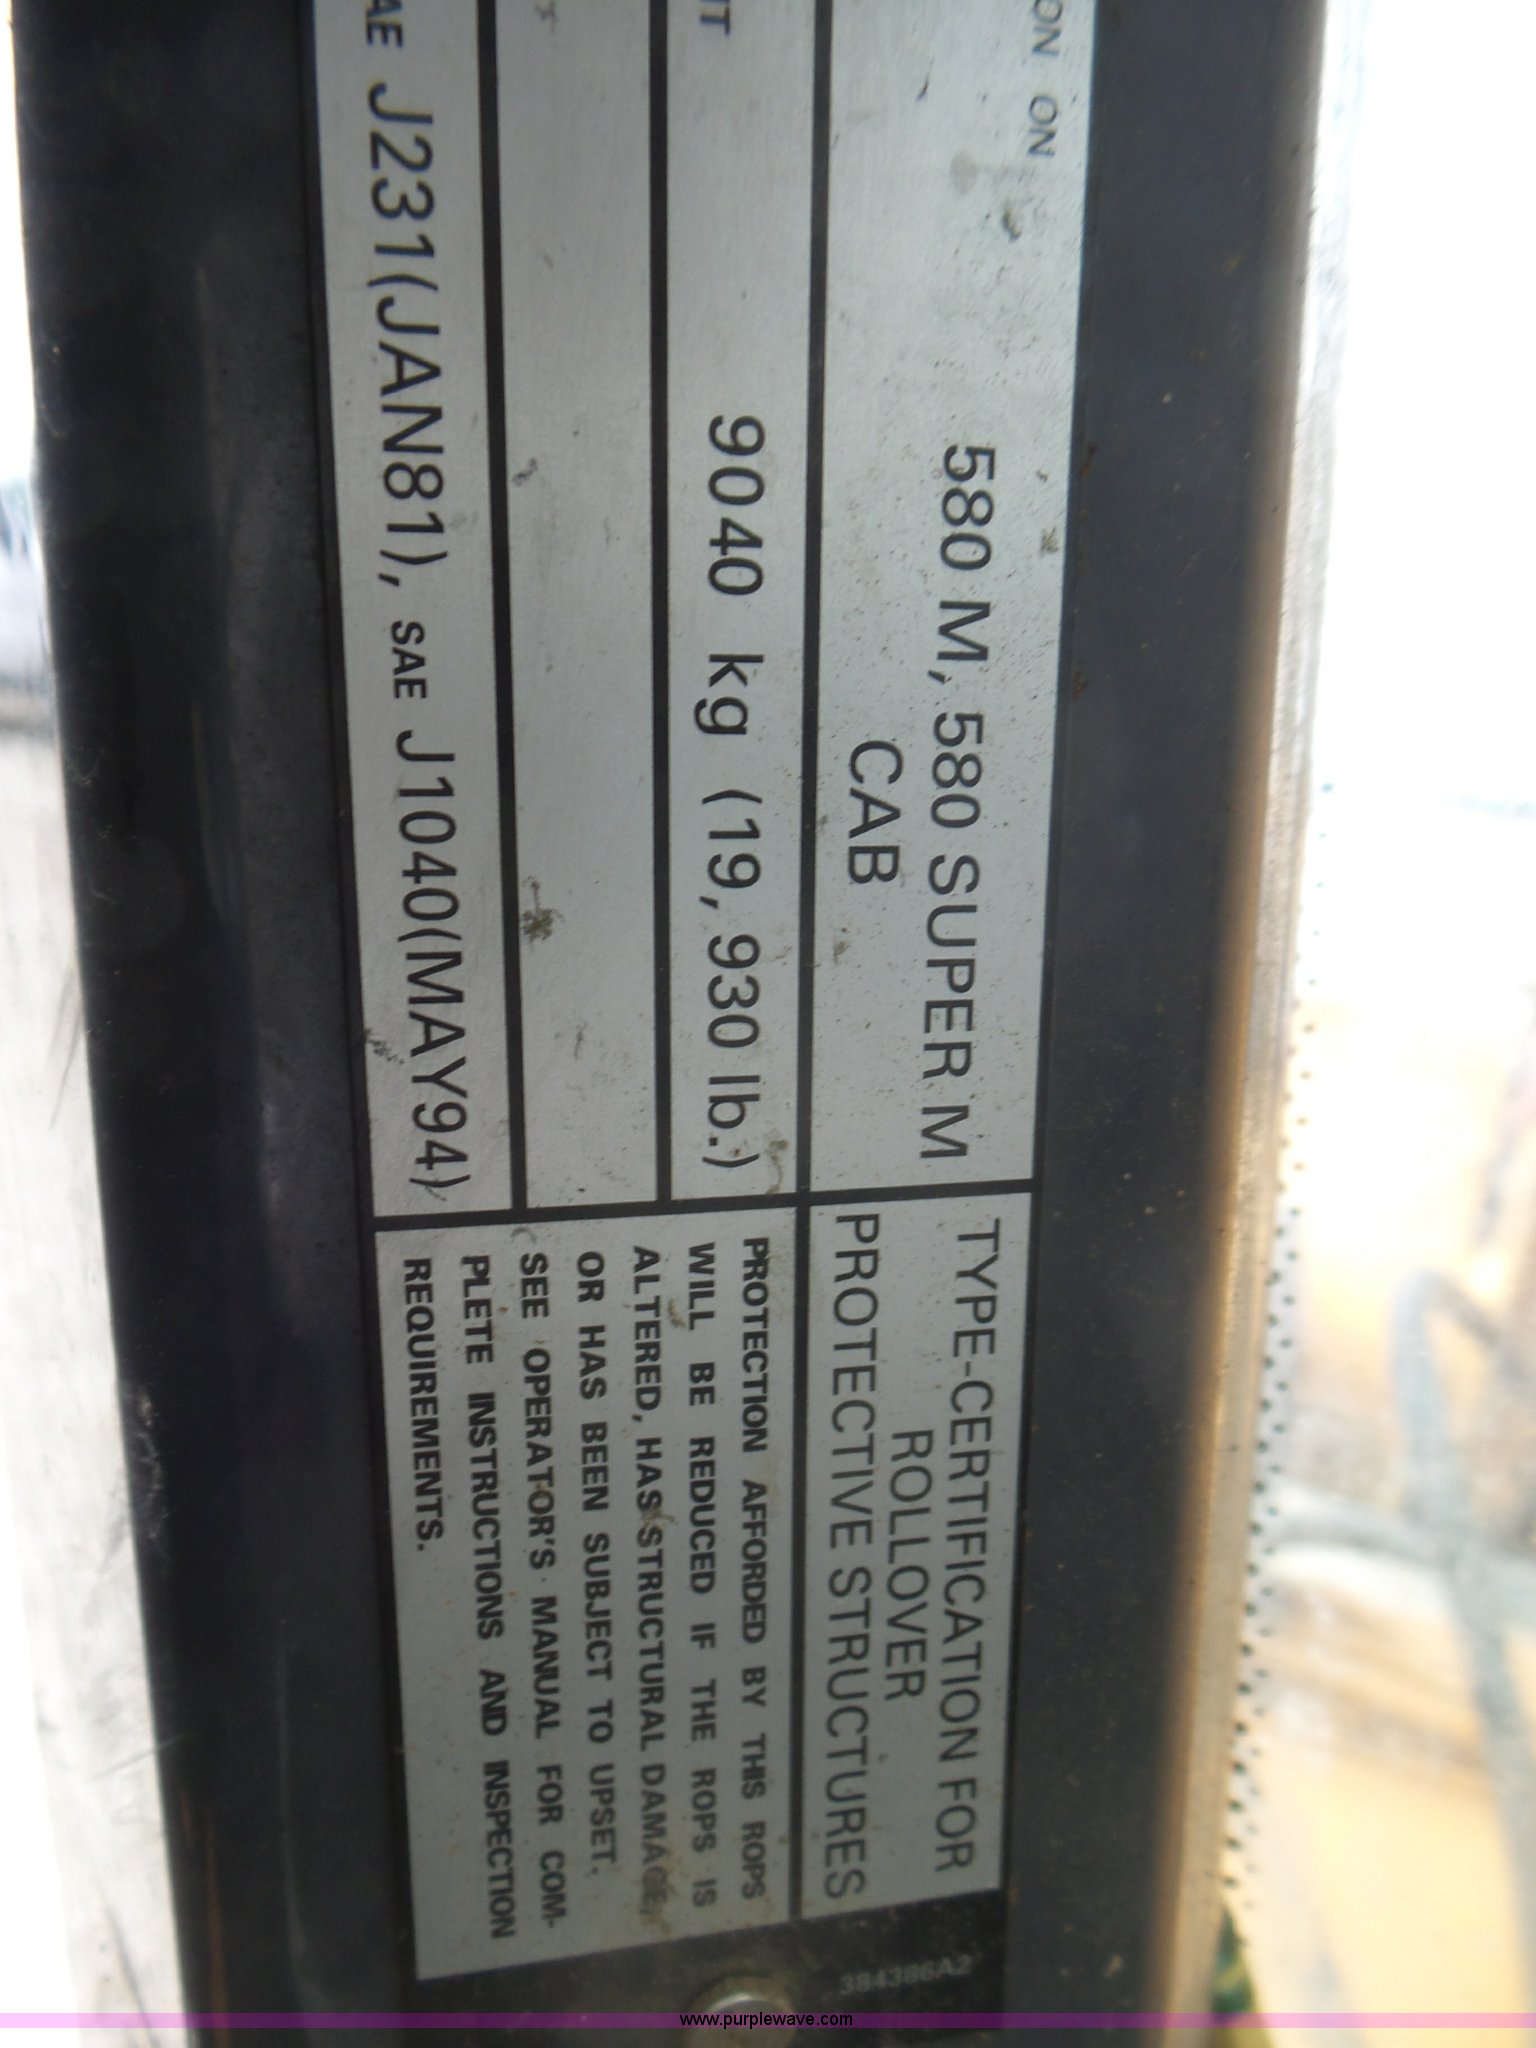 ON ON
580 M, 580 SUPER M
CAB
IT
9040 kg (19,930 lb.)
AE J231(JAN81), SAE J1040(MAY94)
TYPE-CERTIFICATION FOR
ROLLOVER
PROTECTIVE STRUCTURES
PROTECTION AFFORDED BY THIS ROPS
WILL BE REDUCED IF THE ROPS IS
ALTERED, HAS STRUCTURAL DAMAGE,
OR HAS BEEN SUBJECT TO UPSET.
SEE OPERATOR'S MANUAL FOR COM-
PLETE INSTRUCTIONS AND INSPECTION
REQUIREMENTS.
384386A2
www.purplewave.com